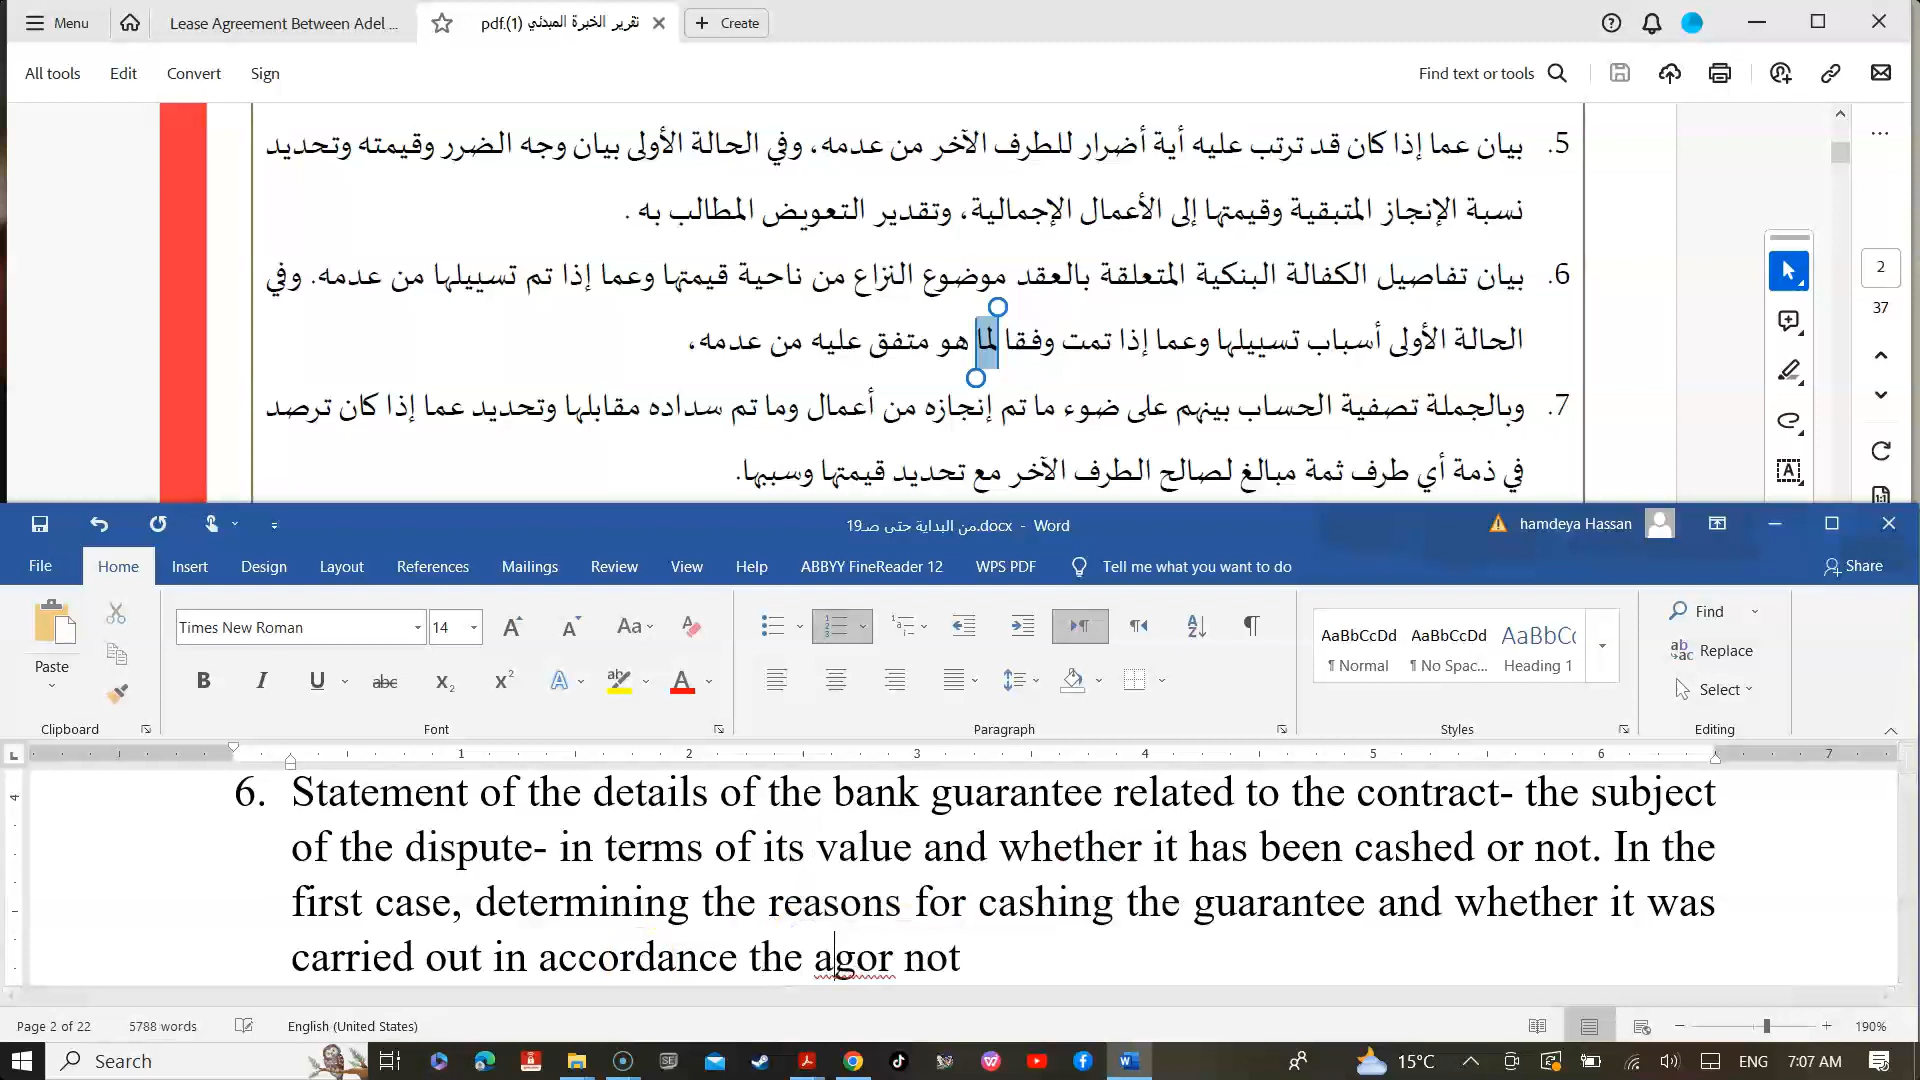 Menu
Lease Agreement Between Adel ...
تقرير الخبرة المبدئي (1).pdf
Create
All tools
Edit
Convert
Sign
Find text or tools
5. بيان عما إذا كان قد ترتب عليه أية أضرار للطرف الآخر من عدمه، وفي الحالة الأولى بيان وجه الضرر وقيمته وتحديد
نسبة الإنجاز المتبقية وقيمتها إلى الأعمال الإجمالية، وتقدير التعويض المطالب به .
6. بيان تفاصيل الكفالة البنكية المتعلقة بالعقد موضوع النزاع من ناحية قيمتها وعما إذا تم تسييلها من عدمه. وفي
الحالة الأولى أسباب تسييلها وعما إذا تمت وفقا لما هو متفق عليه من عدمه،
7. وبالجملة تصفية الحساب بينهم على ضوء ما تم إنجازه من أعمال وما تم سداده مقابلها وتحديد عما إذا كان ترصد
في ذمة أي طرف ثمة مبالغ لصالح الطرف الآخر مع تحديد قيمتها وسببها.
2
37
من البداية حتى صـ19.docx - Word
hamdeya Hassan
File
Home
Insert
Design
Layout
References
Mailings
Review
View
Help
ABBYY FineReader 12
WPS PDF
Tell me what you want to do
Share
Paste
Times New Roman
14
AaBbCcDd
AaBbCcDd
AaBbCc
¶ Normal
¶ No Spac...
Heading 1
Find
Replace
Select
Clipboard
Font
Paragraph
Styles
Editing
1 2 3 4 5 6 7
4
6. Statement of the details of the bank guarantee related to the contract- the subject
of the dispute- in terms of its value and whether it has been cashed or not. In the
first case, determining the reasons for cashing the guarantee and whether it was
carried out in accordance the agor not
Page 2 of 22
5788 words
English (United States)
190%
Search
15°C
ENG
7:07 AM